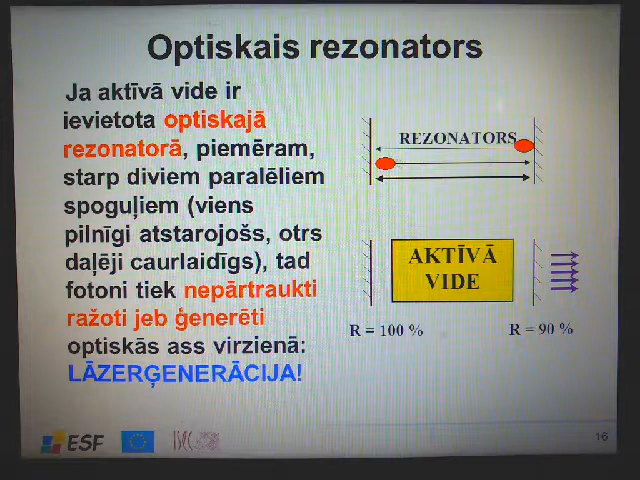 Optiskais rezonators
Ja aktīvā vide ir
ievietota optiskajā
rezonatorā, piemēram,
starp diviem paralēliem
spoguļiem (viens
pilnīgi atstarojošs, otrs
daļēji caurlaidīgs), tad
fotoni tiek nepārtraukti
ražoti jeb ģenerēti
optiskās ass virzienā:
LĀZERĢENERĀCIJA!
REZONATORS
AKTĪVĀ
VIDE
R = 100 %
R = 90 %
ESF
16